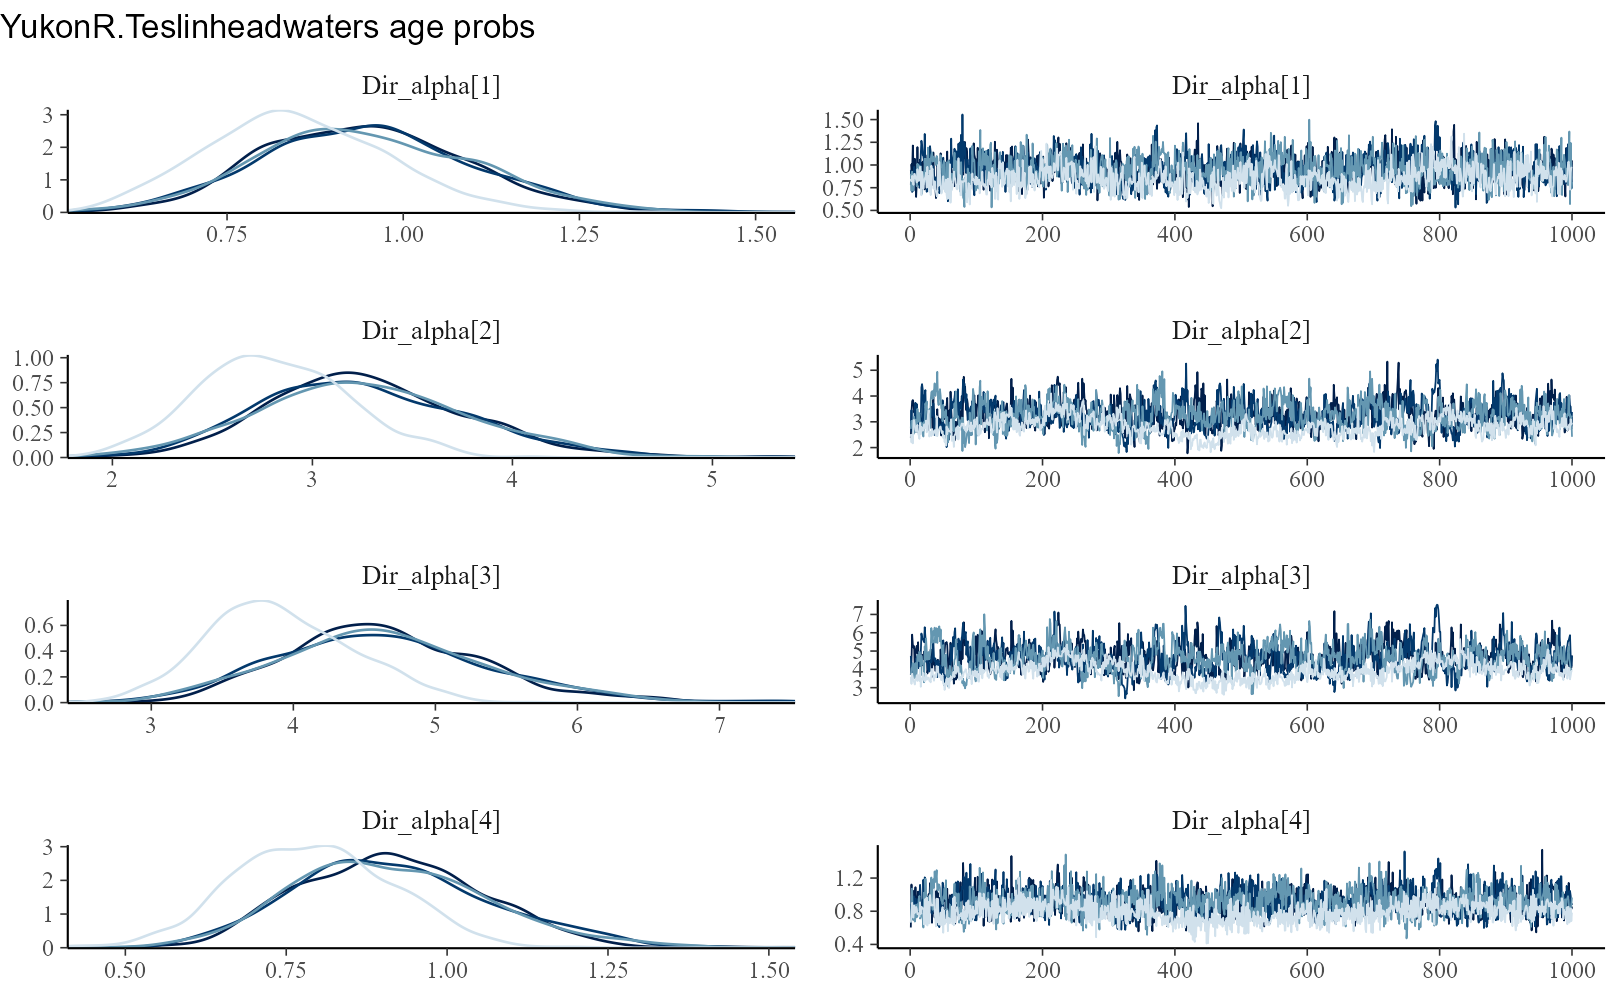 YukonR.Teslinheadwaters age probs
Dir_alpha[1]
3
2
1
0
0.75 1.00 1.25 1.50
Dir_alpha[1]
1.50
1.25
1.00
0.75
0.50
0 200 400 600 800 1000
Dir_alpha[2]
1.00
0.75
0.50
0.25
0.00
2 3 4 5
Dir_alpha[2]
5
4
3
2
0 200 400 600 800 1000
Dir_alpha[3]
0.6
0.4
0.2
0.0
3 4 5 6 7
Dir_alpha[3]
7
6
5
4
3
0 200 400 600 800 1000
Dir_alpha[4]
3
2
1
0
0.50 0.75 1.00 1.25 1.50
Dir_alpha[4]
1.2
0.8
0.4
0 200 400 600 800 1000